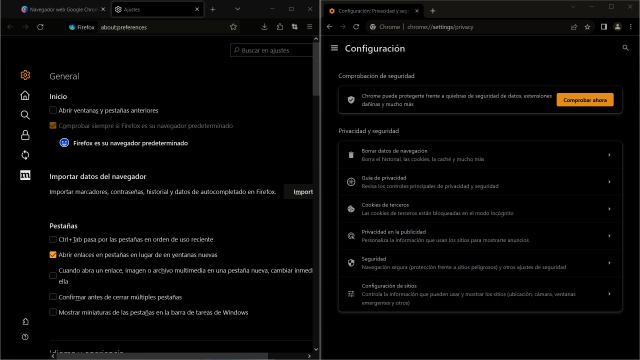 Navegador web Google Chrom
Ajustes
Firefox
about:preferences
Buscar en ajustes
General
Inicio
Abrir ventanas y pestañas anteriores
Comprobar siempre si Firefox es su navegador predeterminado
Firefox es su navegador predeterminado
Importar datos del navegador
Importar marcadores, contraseñas, historial y datos de autocompletado en Firefox.
Import
Pestañas
Ctrl+Tab pasa por las pestañas en orden de uso reciente
Abrir enlaces en pestañas en lugar de en ventanas nuevas
Cuando abra un enlace, imagen o archivo multimedia en una pestaña nueva, cambiar inmed
ella
Confirmar antes de cerrar múltiples pestañas
Mostrar miniaturas de las pestañas en la barra de tareas de Windows
Idioma y apariencia
Configuración: Privacidad y seg
Chrome
chrome://settings/privacy
Configuración
Comprobación de seguridad
Chrome puede protegerte frente a quiebras de seguridad de datos, extensiones
dañinas y mucho más
Comprobar ahora
Privacidad y seguridad
Borrar datos de navegación
Borra el historial, las cookies, la caché y mucho más
Guía de privacidad
Revisa los controles principales de privacidad y seguridad
Cookies de terceros
Las cookies de terceros están bloqueadas en el modo Incógnito
Privacidad en la publicidad
Personaliza la información que usan los sitios para mostrarte anuncios
Seguridad
Navegación segura (protección frente a sitios peligrosos) y otros ajustes de seguridad
Configuración de sitios
Controla la información que pueden usar y mostrar los sitios (ubicación, cámara, ventanas
emergentes y otros)